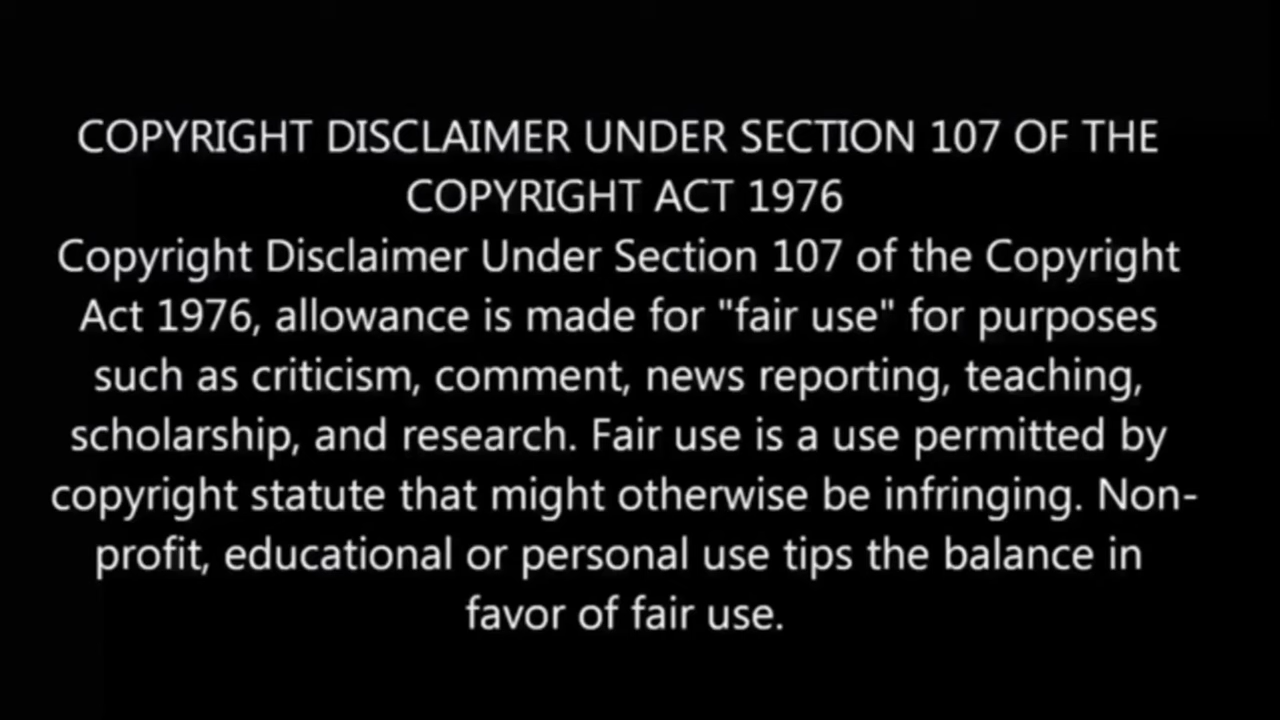 COPYRIGHT DISCLAIMER UNDER SECTION 107 OF THE
COPYRIGHT ACT 1976
Copyright Disclaimer Under Section 107 of the Copyright
Act 1976, allowance is made for "fair use" for purposes
such as criticism, comment, news reporting, teaching,
scholarship, and research. Fair use is a use permitted by
copyright statute that might otherwise be infringing. Non-
profit, educational or personal use tips the balance in
favor of fair use.